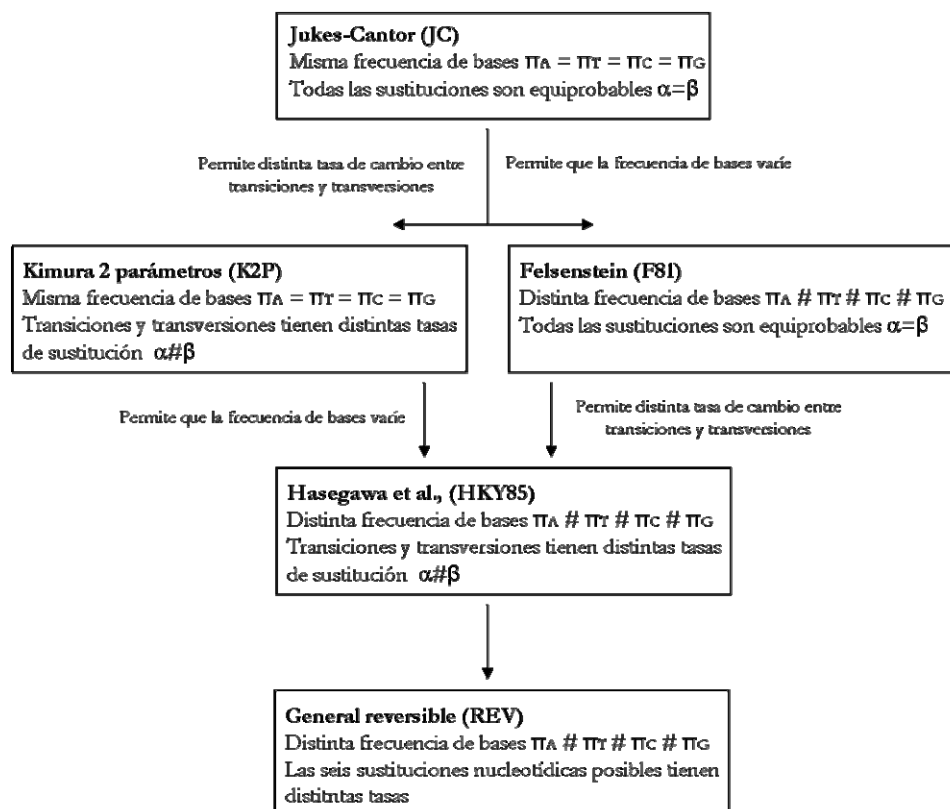 Jukes-Cantor (JC)
Misma frecuencia de bases πA = πT = πC = πG
Todas las sustituciones son equiprobables α=β
Permite distinta tasa de cambio entre
transiciones y transversiones
Permite que la frecuencia de bases varíe
Kimura 2 parámetros (K2P)
Misma frecuencia de bases πA = πT = πC = πG
Transiciones y transversiones tienen distintas tasas
de sustitución α#β
Felsenstein (F81)
Distinta frecuencia de bases πA # πT # πC # πG
Todas las sustituciones son equiprobables α=β
Permite que la frecuencia de bases varíe
Permite distinta tasa de cambio entre
transiciones y transversiones
Hasegawa et al., (HKY85)
Distinta frecuencia de bases πA # πT # πC # πG
Transiciones y transversiones tienen distintas tasas
de sustitución α#β
General reversible (REV)
Distinta frecuencia de bases πA # πT # πC # πG
Las seis sustituciones nucleotídicas posibles tienen
distitntas tasas